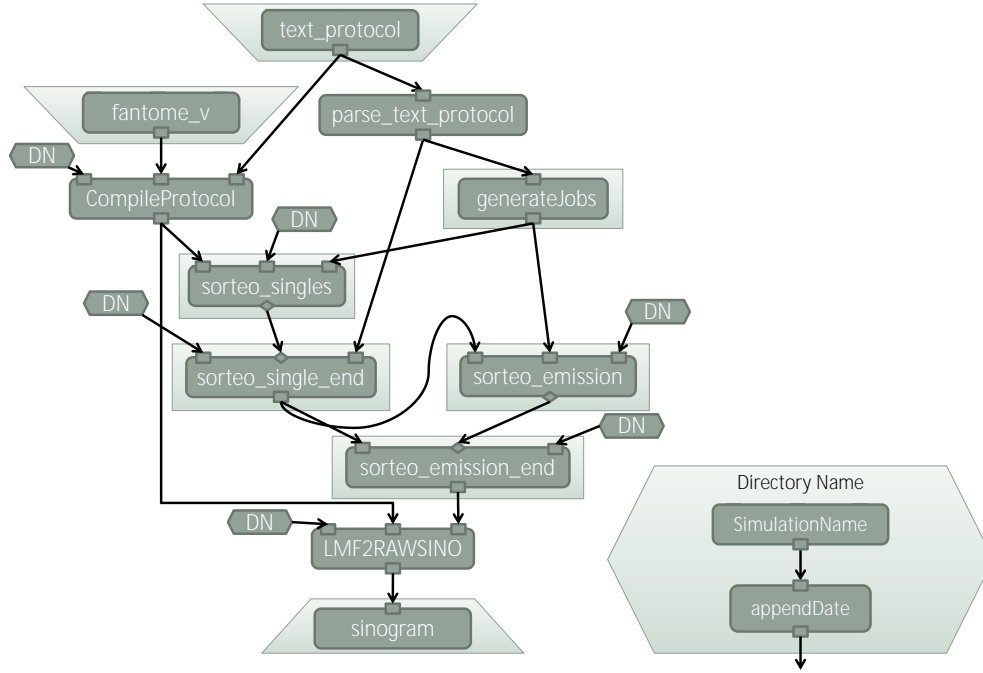 text_protocol
fantome_v
parse_text_protocol
DN
CompileProtocol
generateJobs
DN
sorteo_singles
DN
DN
sorteo_single_end
sorteo_emission
DN
sorteo_emission_end
Directory Name
SimulationName
DN
LMF2RAWSINO
appendDate
sinogram